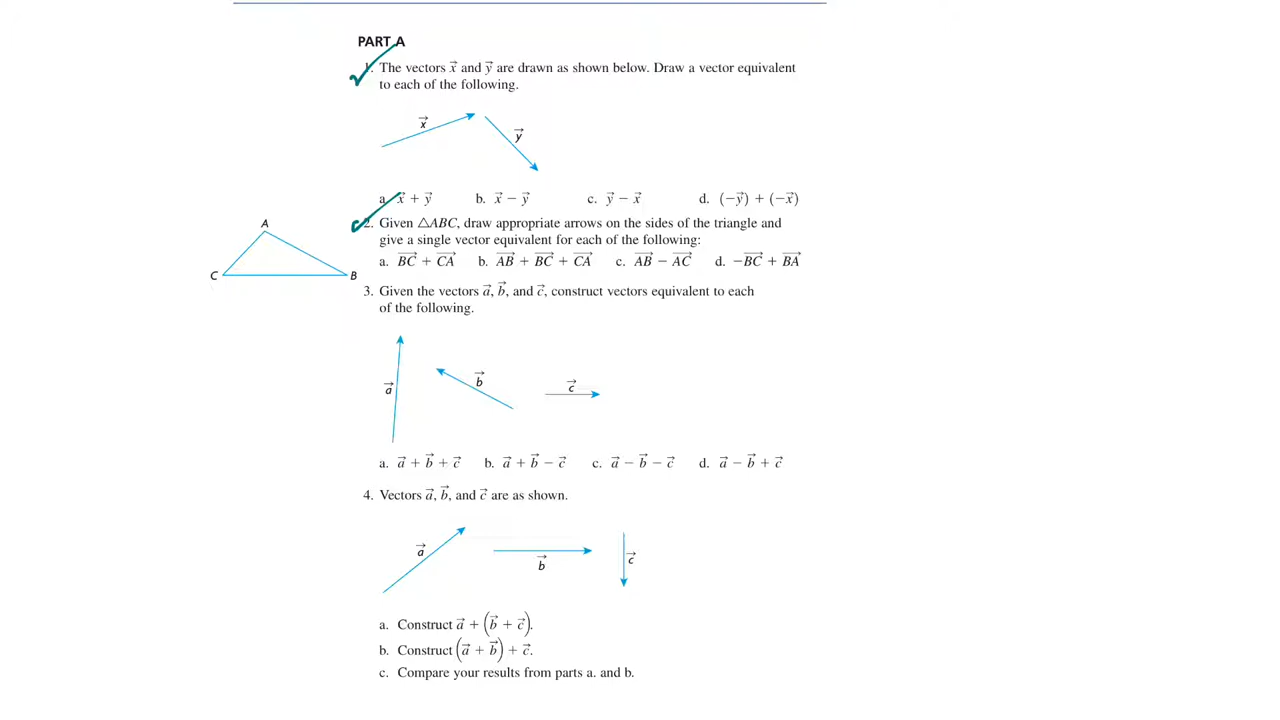 PART A
1. The vectors x⃗ and y⃗ are drawn as shown below. Draw a vector equivalent
to each of the following.
x⃗
y⃗
a. x⃗ + y⃗ b. x⃗ − y⃗ c. y⃗ − x⃗ d. (−y⃗) + (−x⃗)
A
C
B
2. Given △ABC, draw appropriate arrows on the sides of the triangle and
give a single vector equivalent for each of the following:
a. BC⃗ + CA⃗ b. AB⃗ + BC⃗ + CA⃗ c. AB⃗ − AC⃗ d. −BC⃗ + BA⃗
3. Given the vectors a⃗, b⃗, and c⃗, construct vectors equivalent to each
of the following.
a⃗
b⃗
c⃗
a. a⃗ + b⃗ + c⃗ b. a⃗ + b⃗ − c⃗ c. a⃗ − b⃗ − c⃗ d. a⃗ − b⃗ + c⃗
4. Vectors a⃗, b⃗, and c⃗ are as shown.
a⃗
b⃗
c⃗
a. Construct a⃗ + (b⃗ + c⃗).
b. Construct (a⃗ + b⃗) + c⃗.
c. Compare your results from parts a. and b.